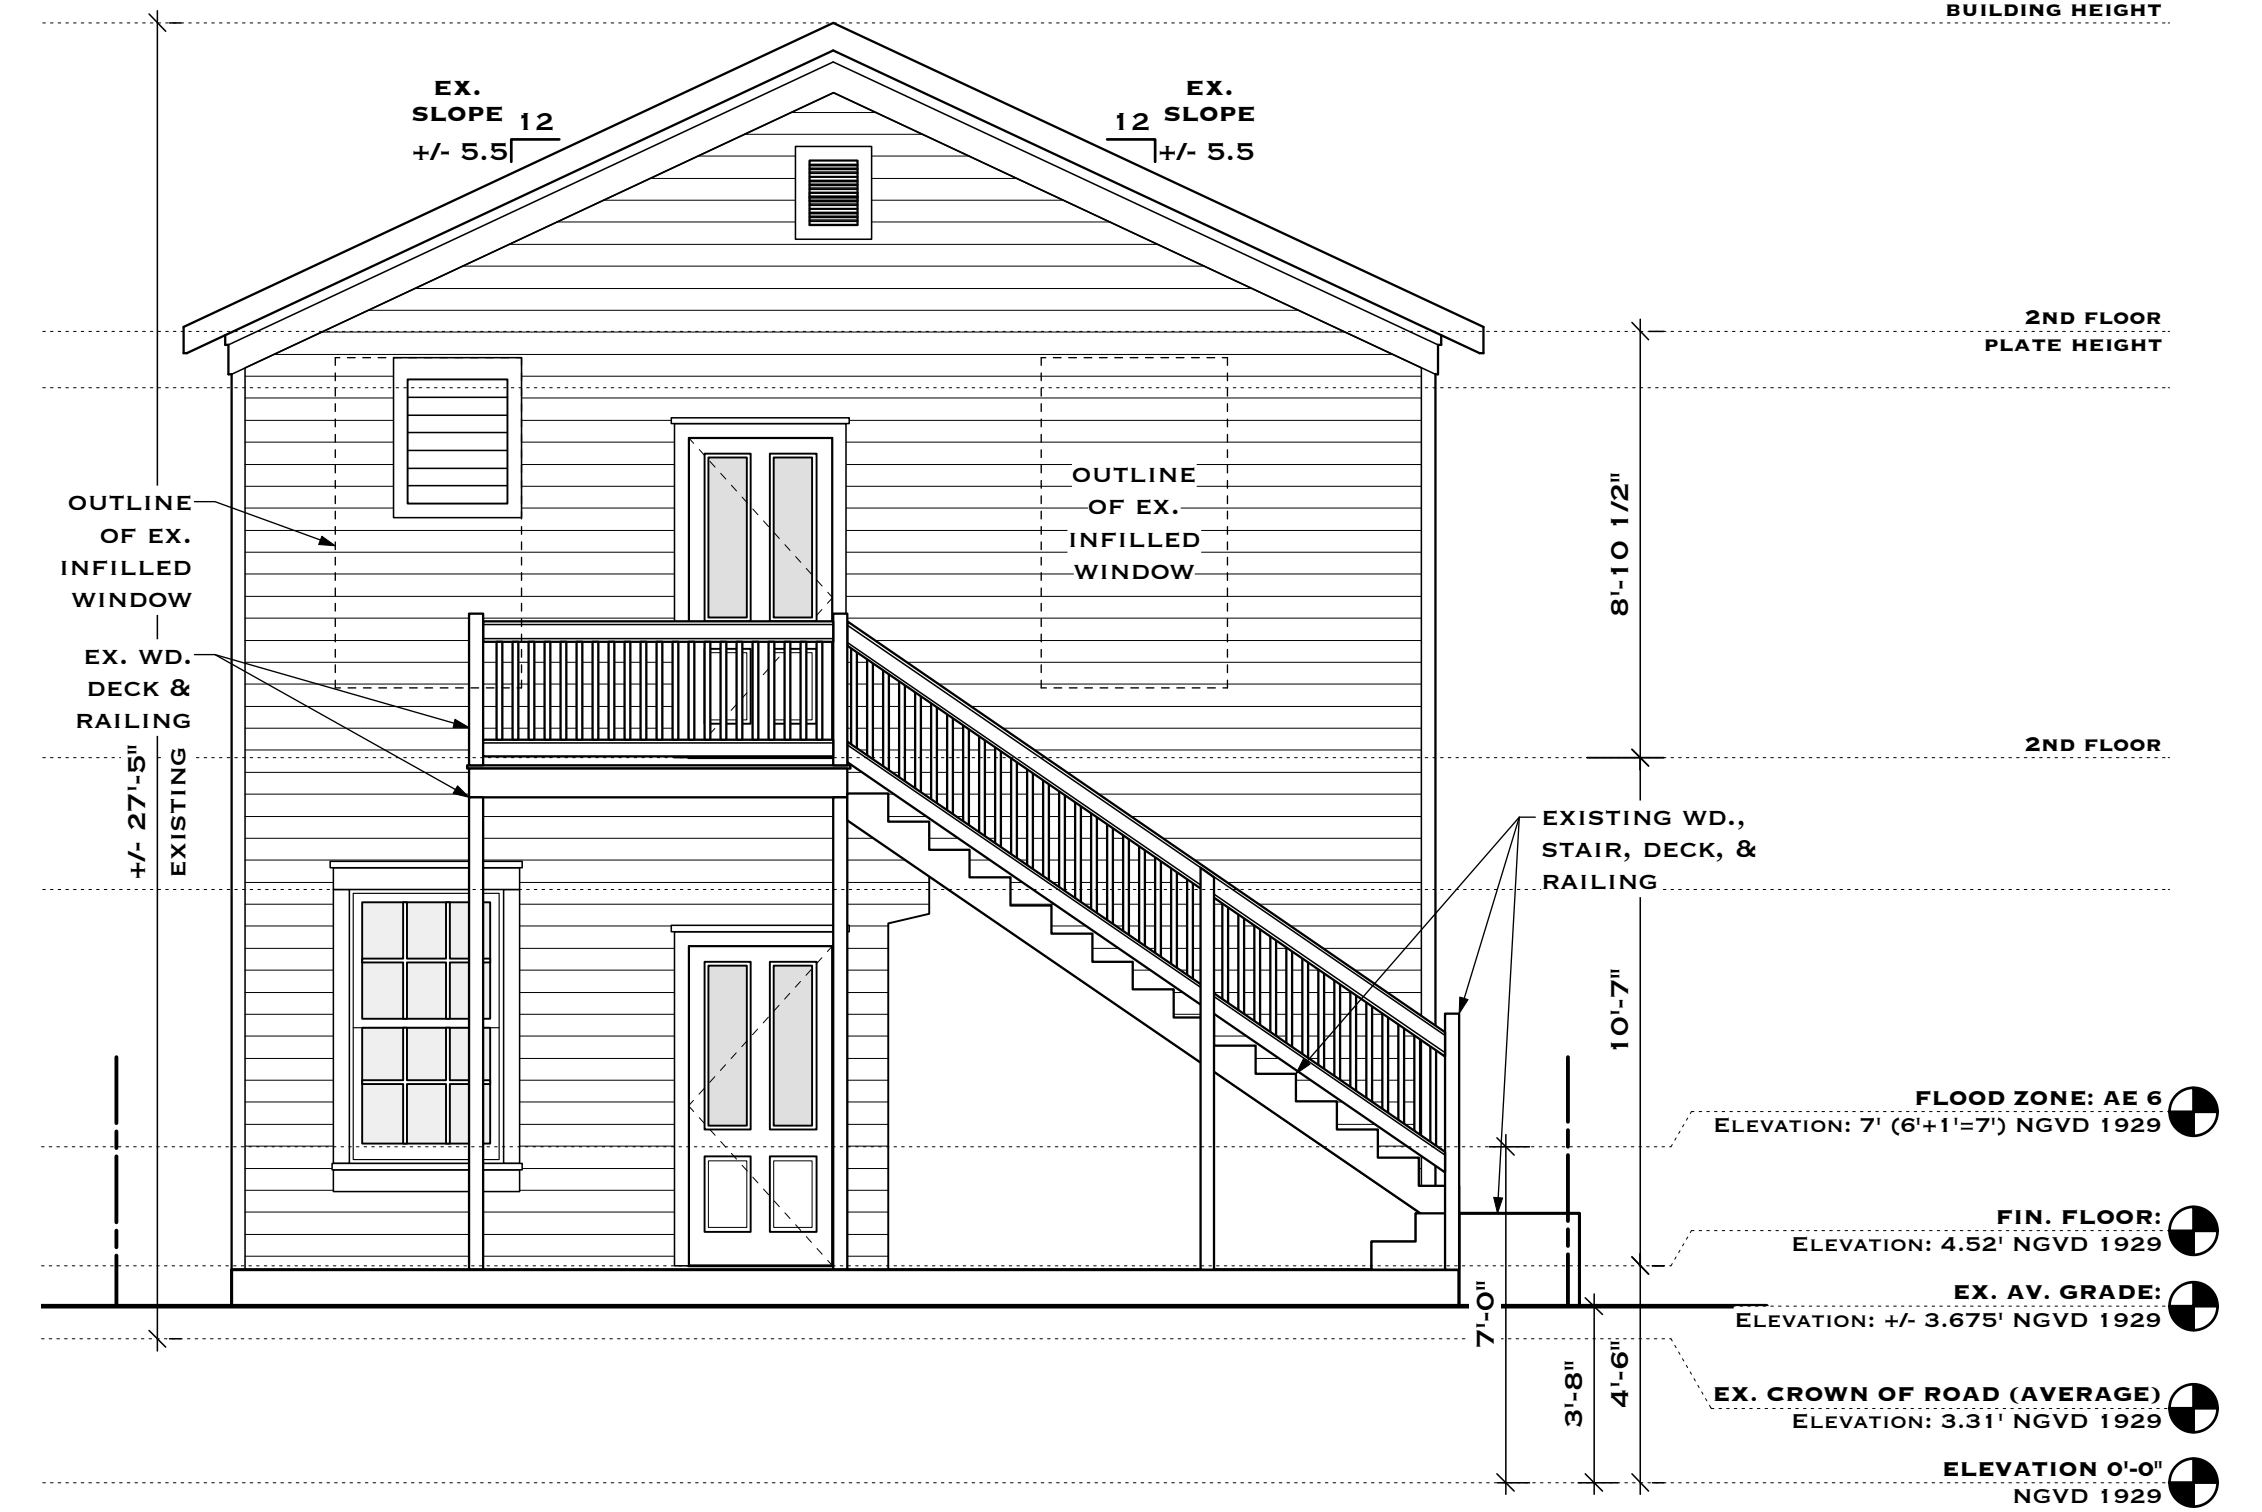 BUILDING HEIGHT
EX.
SLOPE
12
+/- 5.5
EX.
SLOPE
12
+/- 5.5
2ND FLOOR
PLATE HEIGHT
OUTLINE
OF EX.
INFILLED
WINDOW
OUTLINE
OF EX.
INFILLED
WINDOW
8'-10 1/2"
EX. WD.
DECK &
RAILING
+/- 27'-5"
EXISTING
2ND FLOOR
EXISTING WD.,
STAIR, DECK, &
RAILING
10'-7"
FLOOD ZONE: AE 6
ELEVATION: 7' (6'+1'=7') NGVD 1929
FIN. FLOOR:
ELEVATION: 4.52' NGVD 1929
EX. AV. GRADE:
ELEVATION: +/- 3.675' NGVD 1929
7'-0"
3'-8"
4'-6"
EX. CROWN OF ROAD (AVERAGE)
ELEVATION: 3.31' NGVD 1929
ELEVATION 0'-0"
NGVD 1929